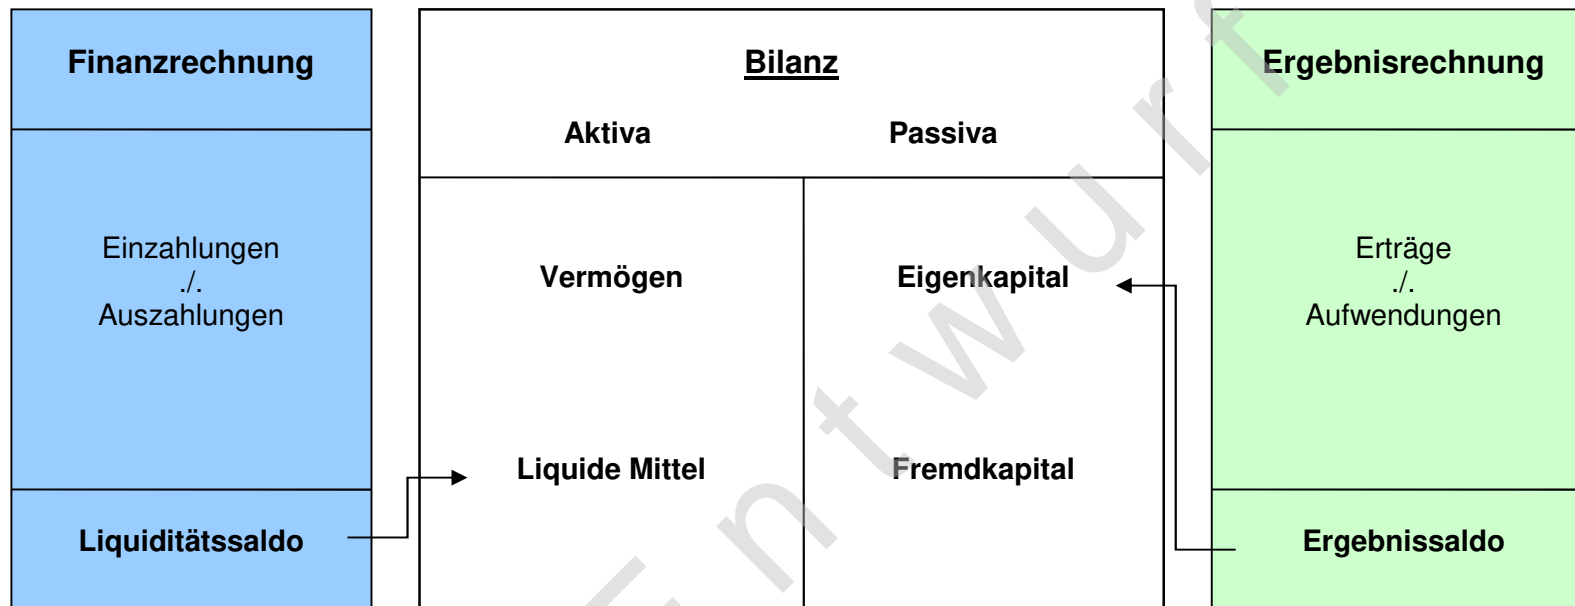 Finanzrechnung
Einzahlungen
./.
Auszahlungen
Liquiditätssaldo
Bilanz
Aktiva Passiva
Vermögen Eigenkapital
Liquide Mittel Fremdkapital
Ergebnisrechnung
Erträge
./.
Aufwendungen
Ergebnissaldo
Entwurf